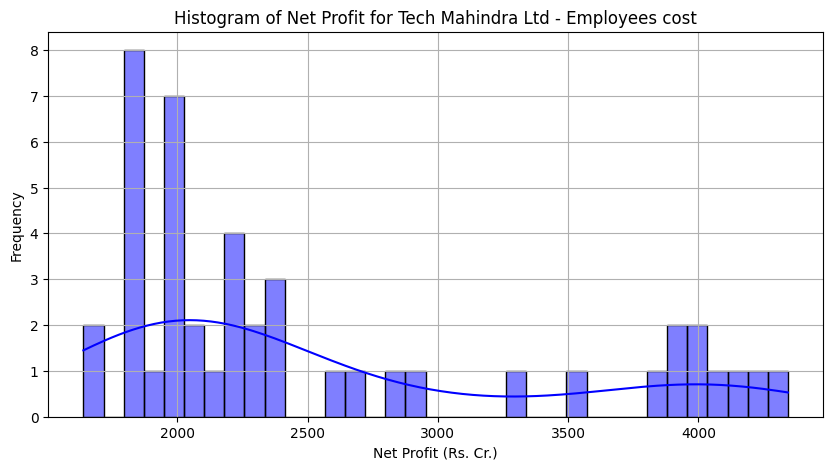 Histogram of Net Profit for Tech Mahindra Ltd - Employees cost
8
7
6
5
4
3
2
1
0
Frequency
2000 2500 3000 3500 4000
Net Profit (Rs. Cr.)